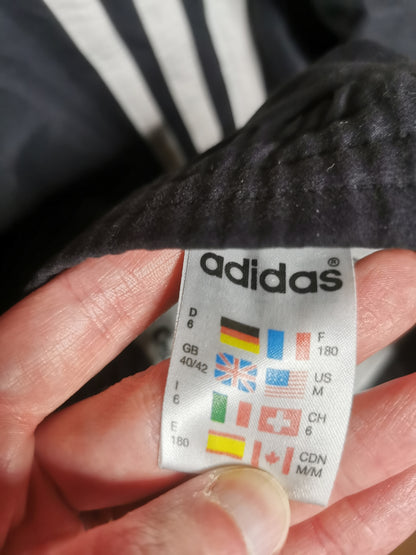 adidas®
D
6
F
180
GB
40/42
US
M
I
6
CH
6
E
180
CDN
M/M